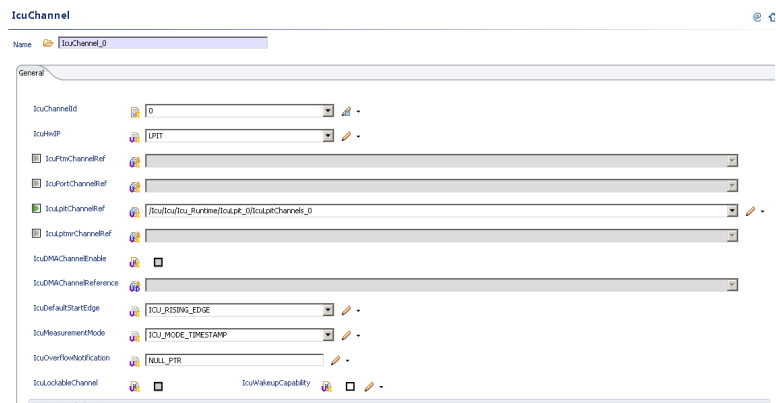 IcuChannel
Name IcuChannel_0
General
IcuChannelId 0
IcuHwIP LPIT
IcuFtmChannelRef
IcuPortChannelRef
IcuLpitChannelRef /Icu/Icu/Icu_Runtime/IcuLpit_0/IcuLpitChannels_0
IcuLptmrChannelRef
IcuDMAChannelEnable
IcuDMAChannelReference
IcuDefaultStartEdge ICU_RISING_EDGE
IcuMeasurementMode ICU_MODE_TIMESTAMP
IcuOverflowNotification NULL_PTR
IcuLockableChannel IcuWakeupCapability